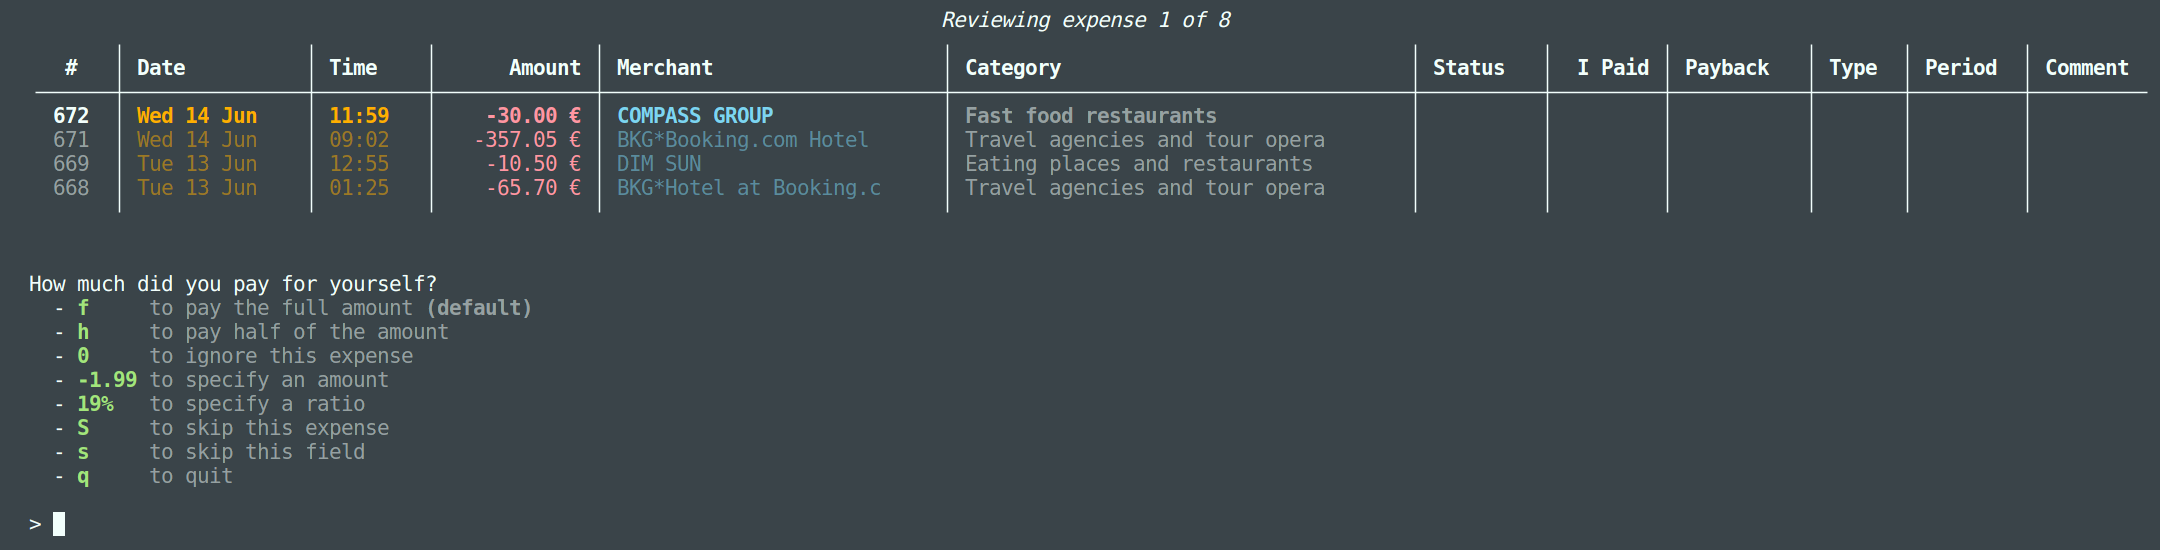 Reviewing expense 1 of 8
# Date Time Amount Merchant Category Status I Paid Payback Type Period Comment
672 Wed 14 Jun 11:59 -30.00 € COMPASS GROUP Fast food restaurants
671 Wed 14 Jun 09:02 -357.05 € BKG*Booking.com Hotel Travel agencies and tour opera
669 Tue 13 Jun 12:55 -10.50 € DIM SUN Eating places and restaurants
668 Tue 13 Jun 01:25 -65.70 € BKG*Hotel at Booking.c Travel agencies and tour opera
How much did you pay for yourself?
- f to pay the full amount (default)
- h to pay half of the amount
- 0 to ignore this expense
- -1.99 to specify an amount
- 19% to specify a ratio
- S to skip this expense
- s to skip this field
- q to quit
>